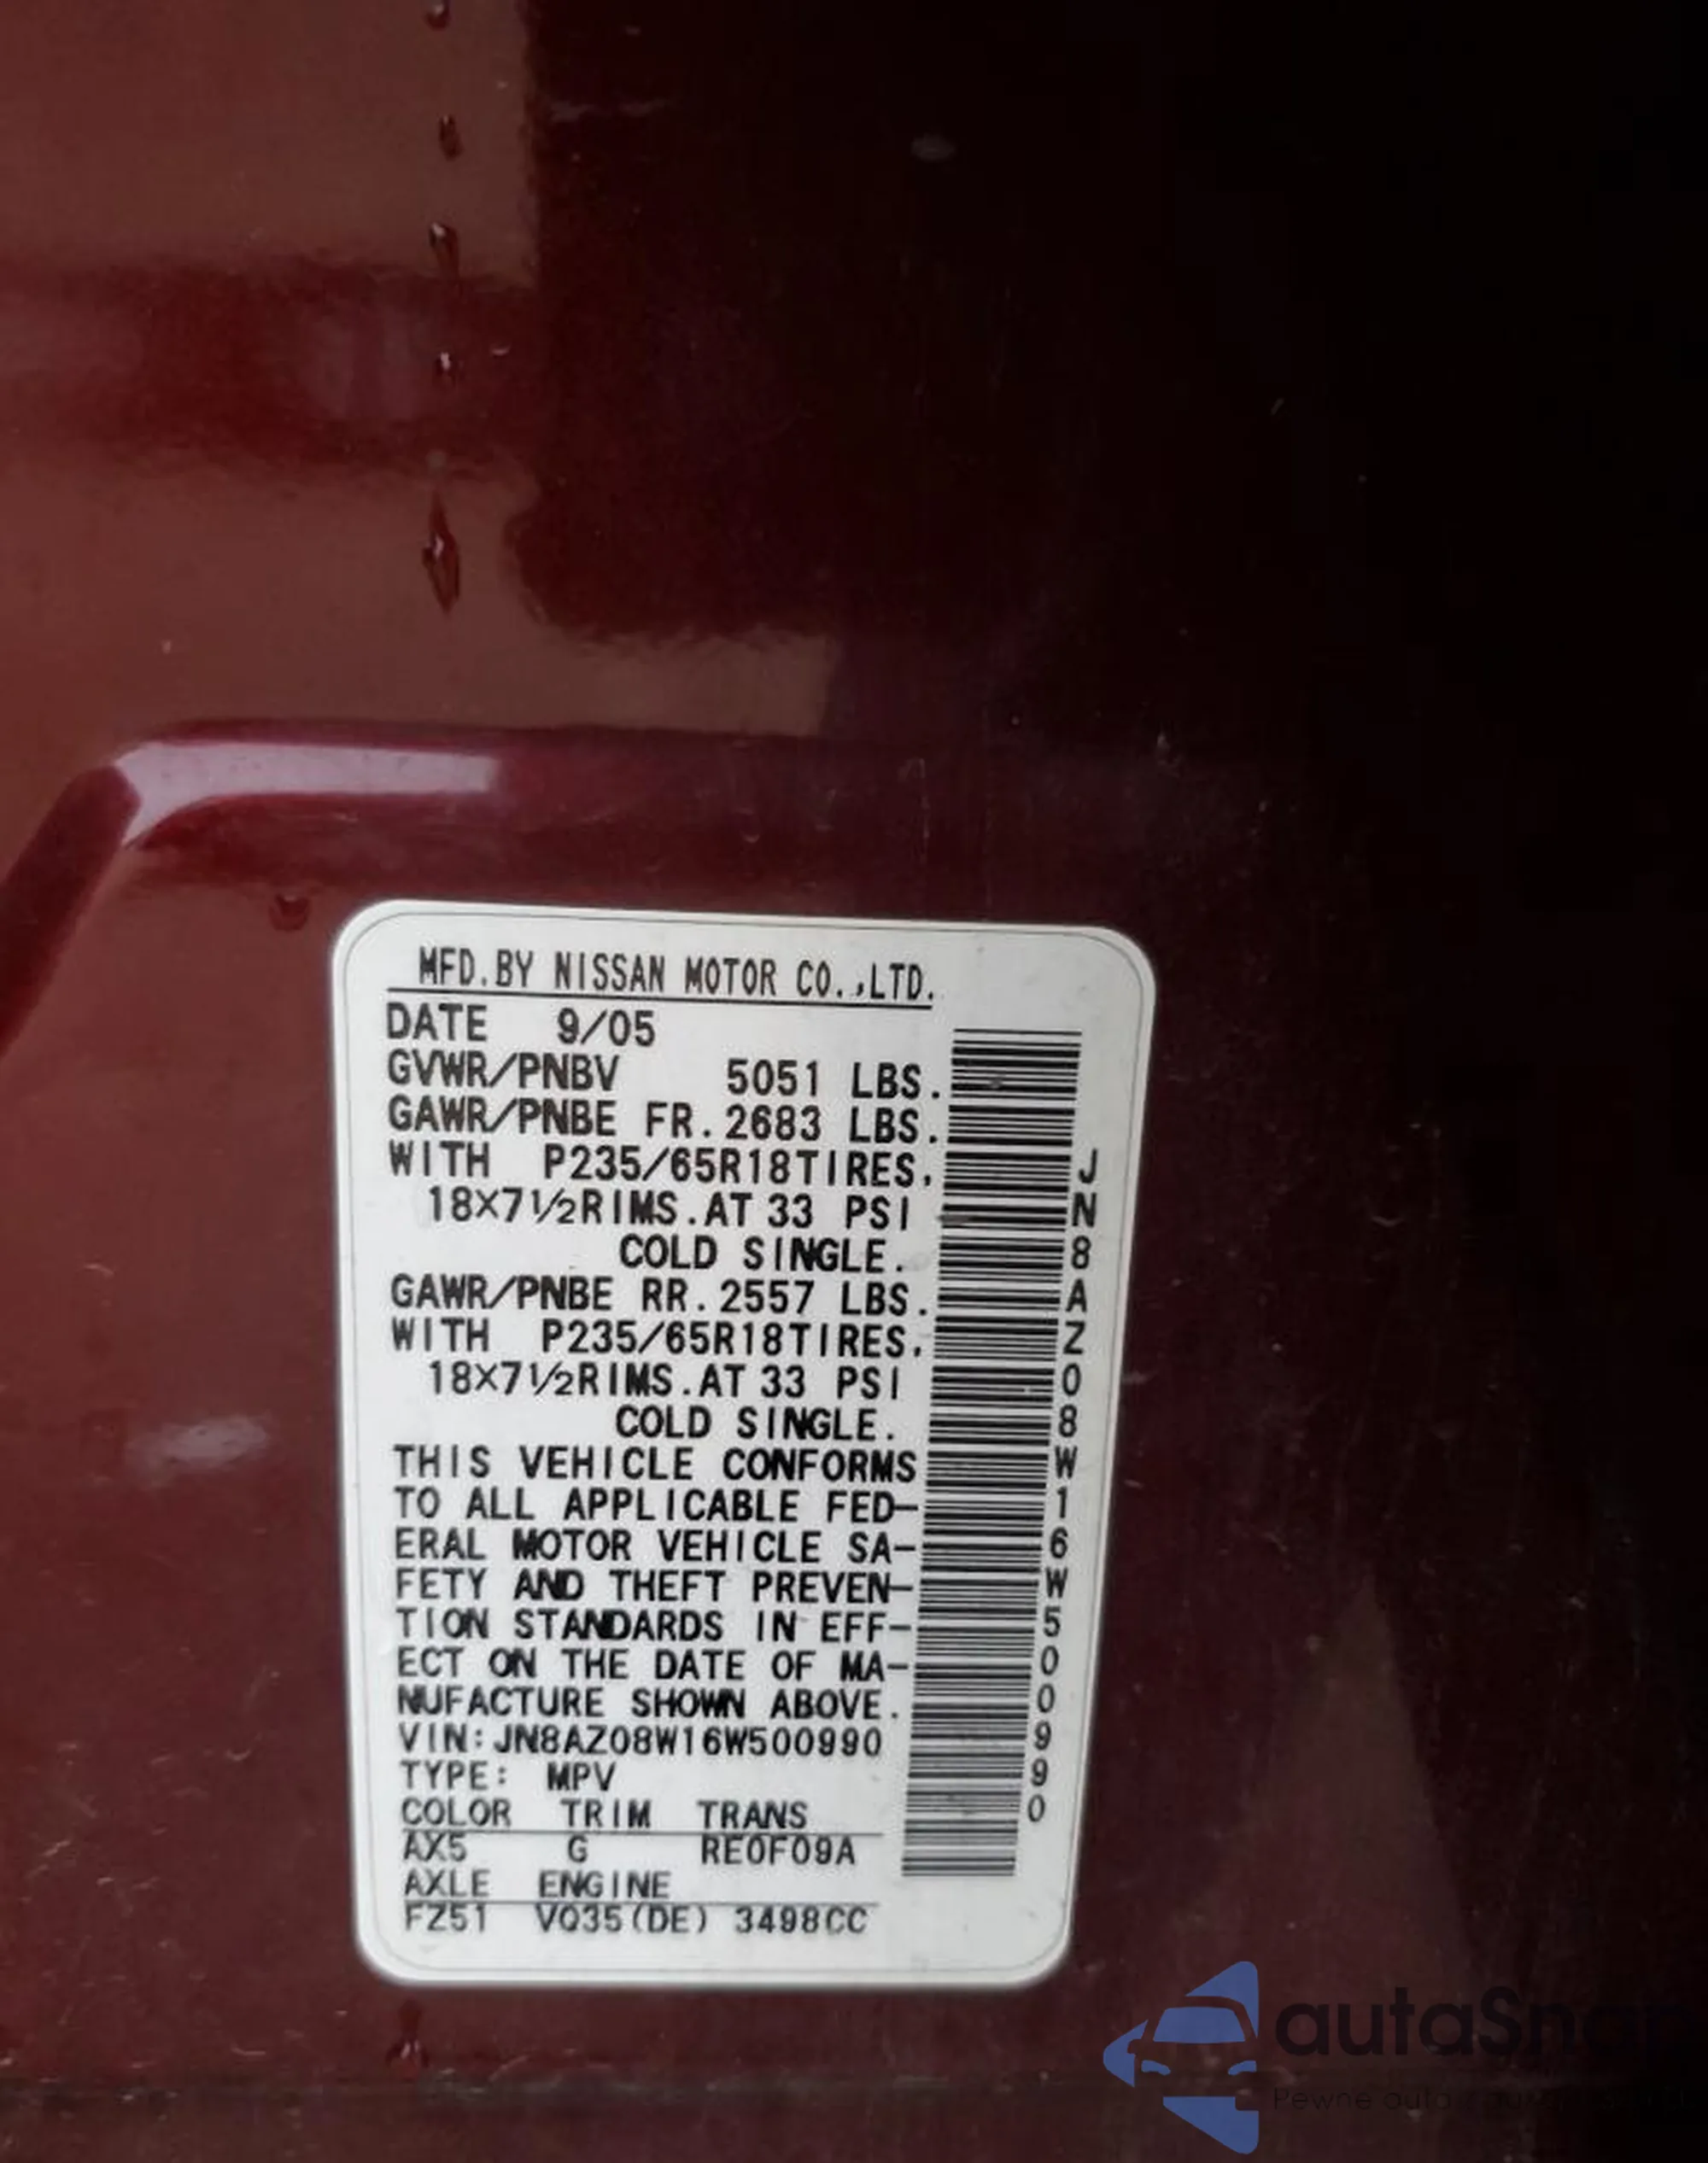 MFD.BY NISSAN MOTOR CO.,LTD.
DATE 9/05
GVWR/PNBV 5051 LBS.
GAWR/PNBE FR.2683 LBS.
WITH P235/65R18TIRES,
18X7½RIMS.AT 33 PSI
COLD SINGLE.
GAWR/PNBE RR.2557 LBS.
WITH P235/65R18TIRES,
18X7½RIMS.AT 33 PSI
COLD SINGLE.
THIS VEHICLE CONFORMS
TO ALL APPLICABLE FED-
ERAL MOTOR VEHICLE SA-
FETY AND THEFT PREVEN-
TION STANDARDS IN EFF-
ECT ON THE DATE OF MA-
NUFACTURE SHOWN ABOVE.
VIN:JN8AZ08W16W500990
TYPE: MPV
COLOR TRIM TRANS
AX5 G RE0F09A
AXLE ENGINE
FZ51 VQ35(DE) 3498CC
JN8AZ08W16W500990
autaSnap
Pewne auta